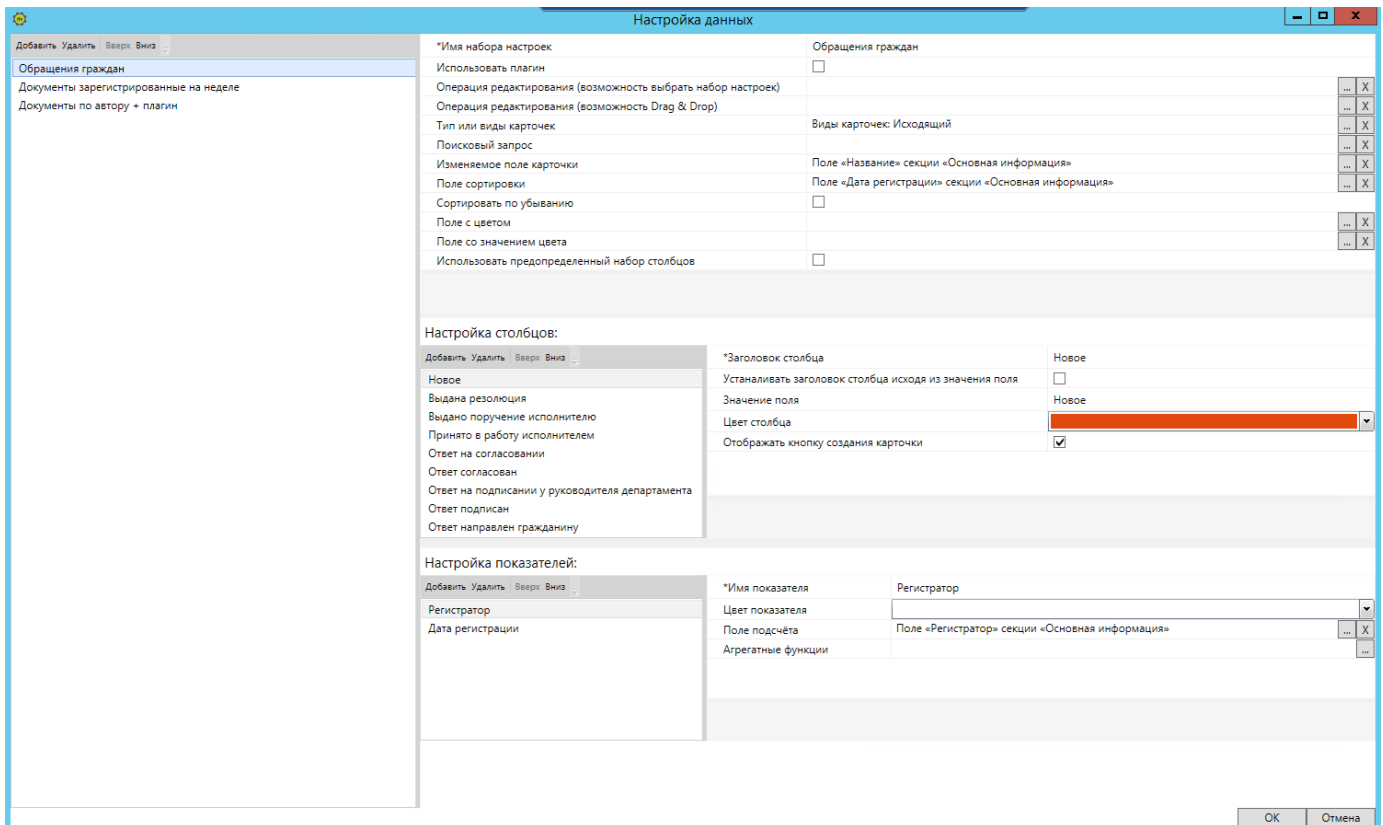 Настройка данных
Добавить Удалить Вверх Вниз
Обращения граждан
Документы зарегистрированные на неделе
Документы по автору + плагин
*Имя набора настроек Обращения граждан
Использовать плагин
Операция редактирования (возможность выбрать набор настроек) ... X
Операция редактирования (возможность Drag & Drop) ... X
Тип или виды карточек Виды карточек: Исходящий ... X
Поисковый запрос ... X
Изменяемое поле карточки Поле «Название» секции «Основная информация» ... X
Поле сортировки Поле «Дата регистрации» секции «Основная информация» ... X
Сортировать по убыванию
Поле с цветом ... X
Поле со значением цвета ... X
Использовать предопределенный набор столбцов
Настройка столбцов:
Добавить Удалить Вверх Вниз
Новое
Выдана резолюция
Выдано поручение исполнителю
Принято в работу исполнителем
Ответ на согласовании
Ответ согласован
Ответ на подписании у руководителя департамента
Ответ подписан
Ответ направлен гражданину
*Заголовок столбца Новое
Устаналивать заголовок столбца исходя из значения поля
Значение поля Новое
Цвет столбца
Отображать кнопку создания карточки
Настройка показателей:
Добавить Удалить Вверх Вниз
Регистратор
Дата регистрации
*Имя показателя Регистратор
Цвет показателя
Поле подсчёта Поле «Регистратор» секции «Основная информация» ... X
Агрегатные функции ...
ОК Отмена